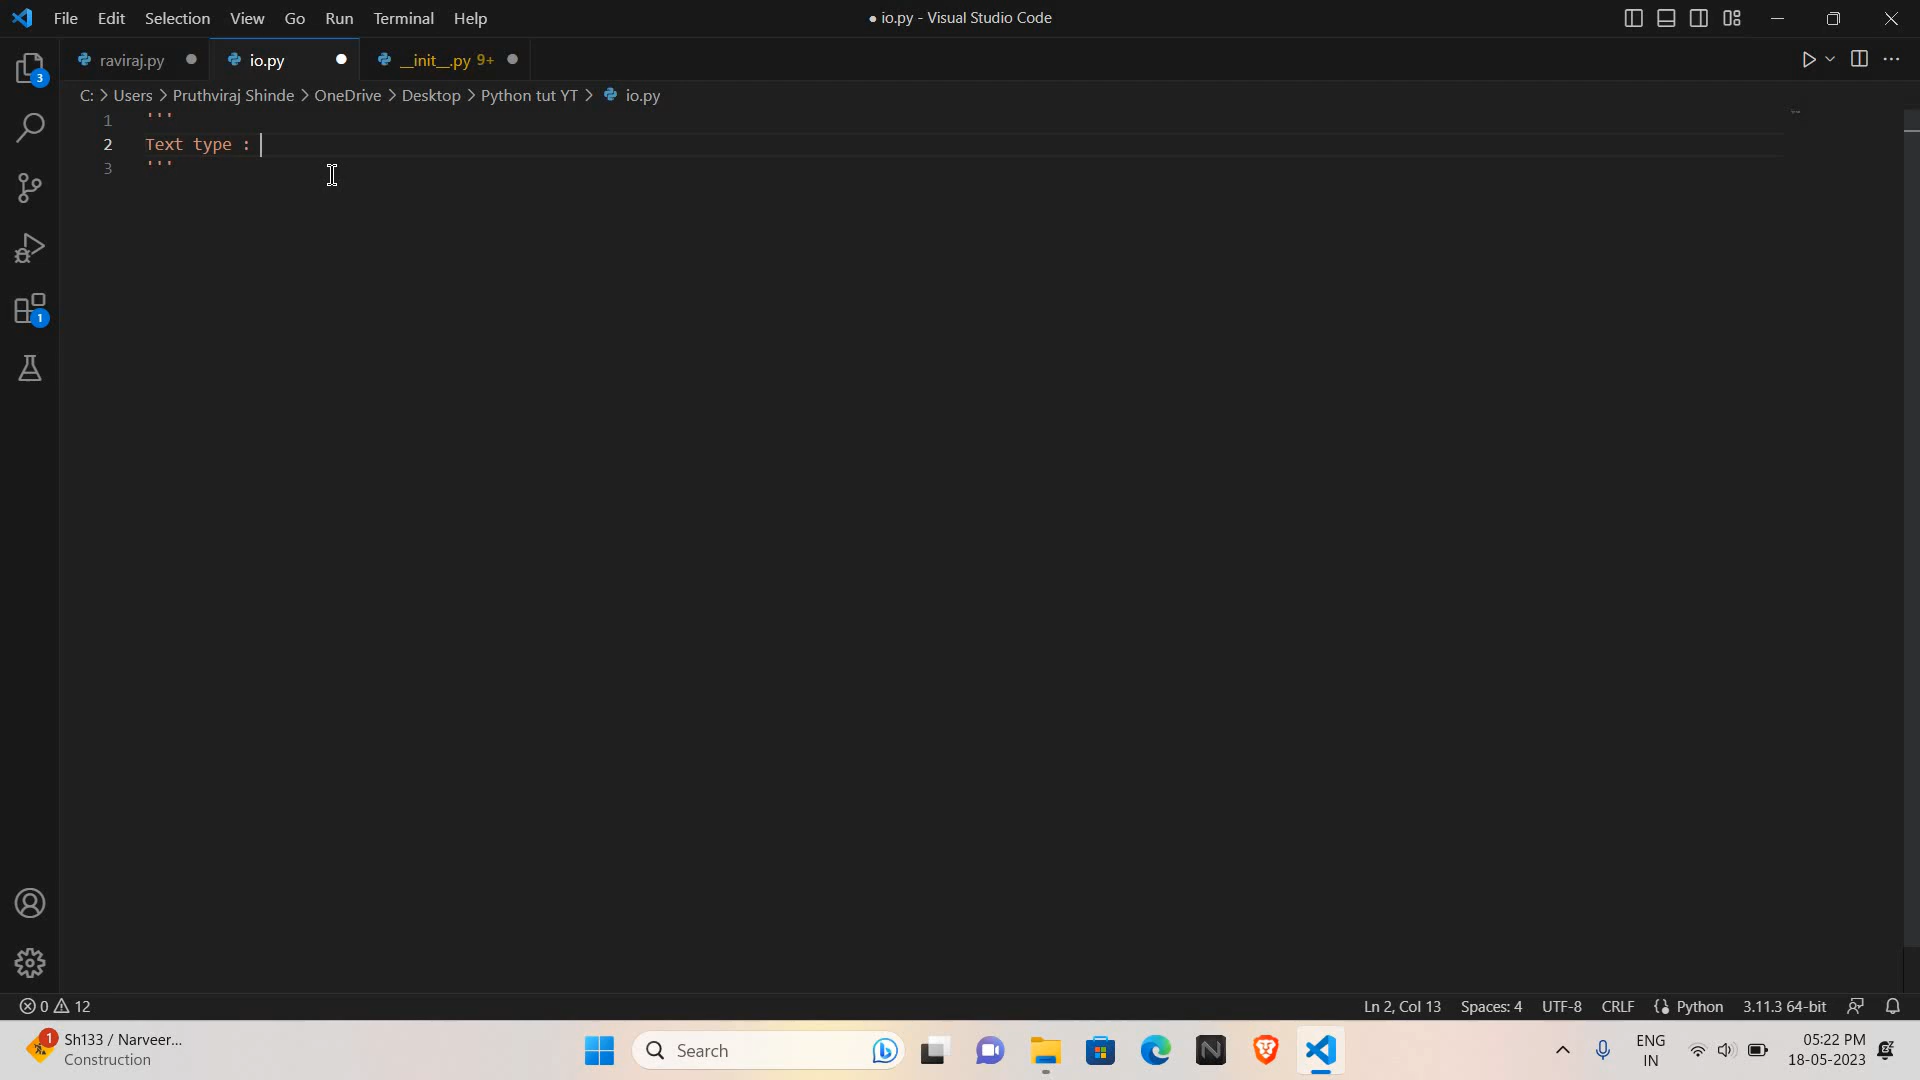 File Edit Selection View Go Run Terminal Help
● io.py - Visual Studio Code
raviraj.py ● io.py ● __init__.py 9+ ●
C: > Users > Pruthviraj Shinde > OneDrive > Desktop > Python tut YT > io.py
1 '''
2 Text type :
3 '''
3
1
0 12
Ln 2, Col 13 Spaces: 4 UTF-8 CRLF Python 3.11.3 64-bit
1
Sh133 / Narveer...
Construction
Search
ENG
IN
05:22 PM
18-05-2023